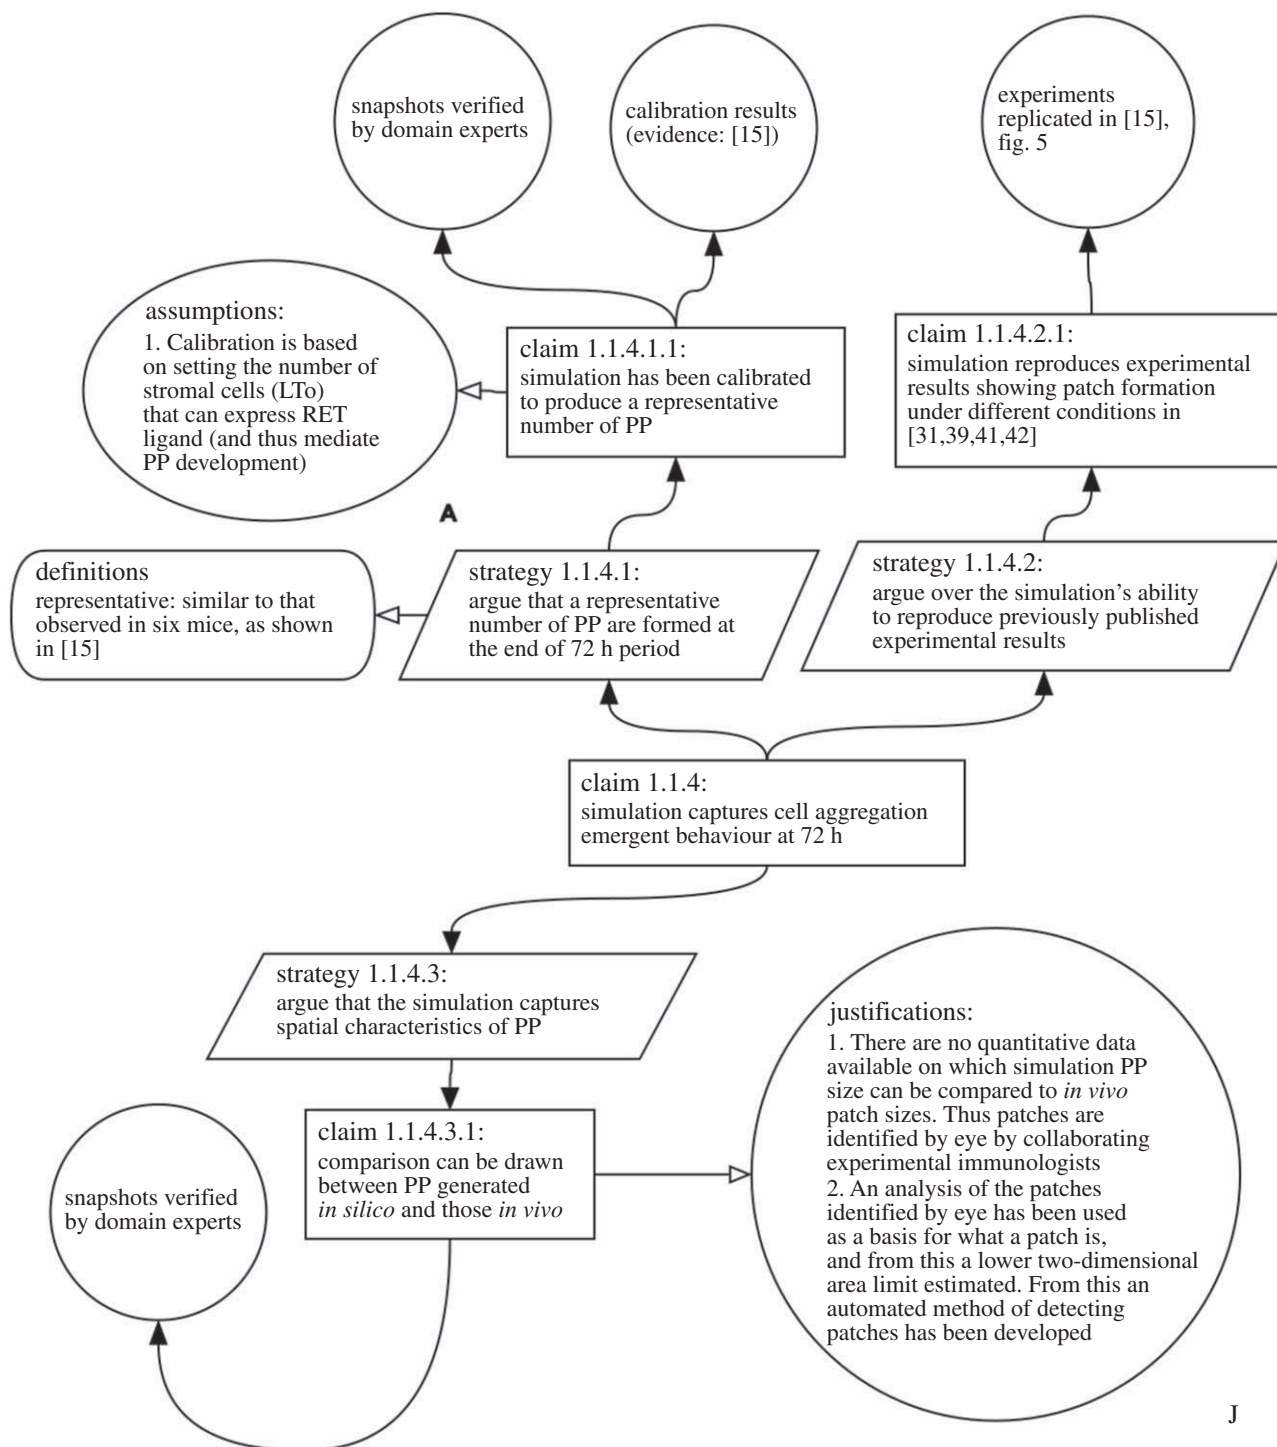 snapshots verified
by domain experts
calibration results
(evidence: [15])
experiments
replicated in [15],
fig. 5
assumptions:
1. Calibration is based
on setting the number of
stromal cells (LTo)
that can express RET
ligand (and thus mediate
PP development)
A
claim 1.1.4.1.1:
simulation has been calibrated
to produce a representative
number of PP
claim 1.1.4.2.1:
simulation reproduces experimental
results showing patch formation
under different conditions in
[31,39,41,42]
definitions
representative: similar to that
observed in six mice, as shown
in [15]
strategy 1.1.4.1:
argue that a representative
number of PP are formed at
the end of 72 h period
strategy 1.1.4.2:
argue over the simulation's ability
to reproduce previously published
experimental results
claim 1.1.4:
simulation captures cell aggregation
emergent behaviour at 72 h
strategy 1.1.4.3:
argue that the simulation captures
spatial characteristics of PP
claim 1.1.4.3.1:
comparison can be drawn
between PP generated
in silico and those in vivo
snapshots verified
by domain experts
justifications:
1. There are no quantitative data
available on which simulation PP
size can be compared to in vivo
patch sizes. Thus patches are
identified by eye by collaborating
experimental immunologists
2. An analysis of the patches
identified by eye has been used
as a basis for what a patch is,
and from this a lower two-dimensional
area limit estimated. From this an
automated method of detecting
patches has been developed
J